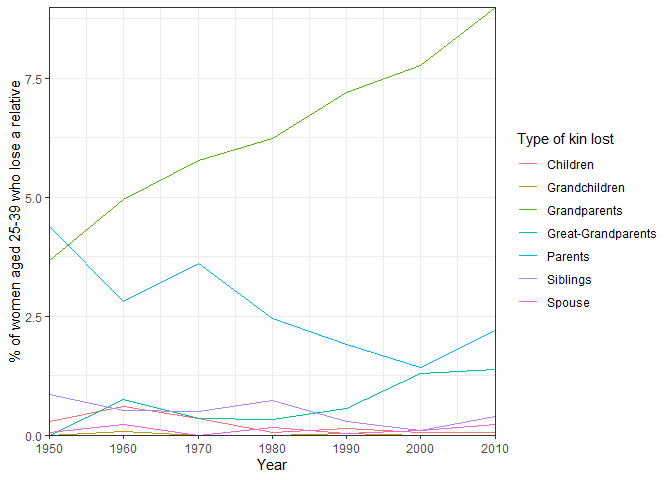 % of women aged 25-39 who lose a relative
7.5
5.0
2.5
0.0
1950 1960 1970 1980 1990 2000 2010
Year
Type of kin lost
Children
Grandchildren
Grandparents
Great-Grandparents
Parents
Siblings
Spouse